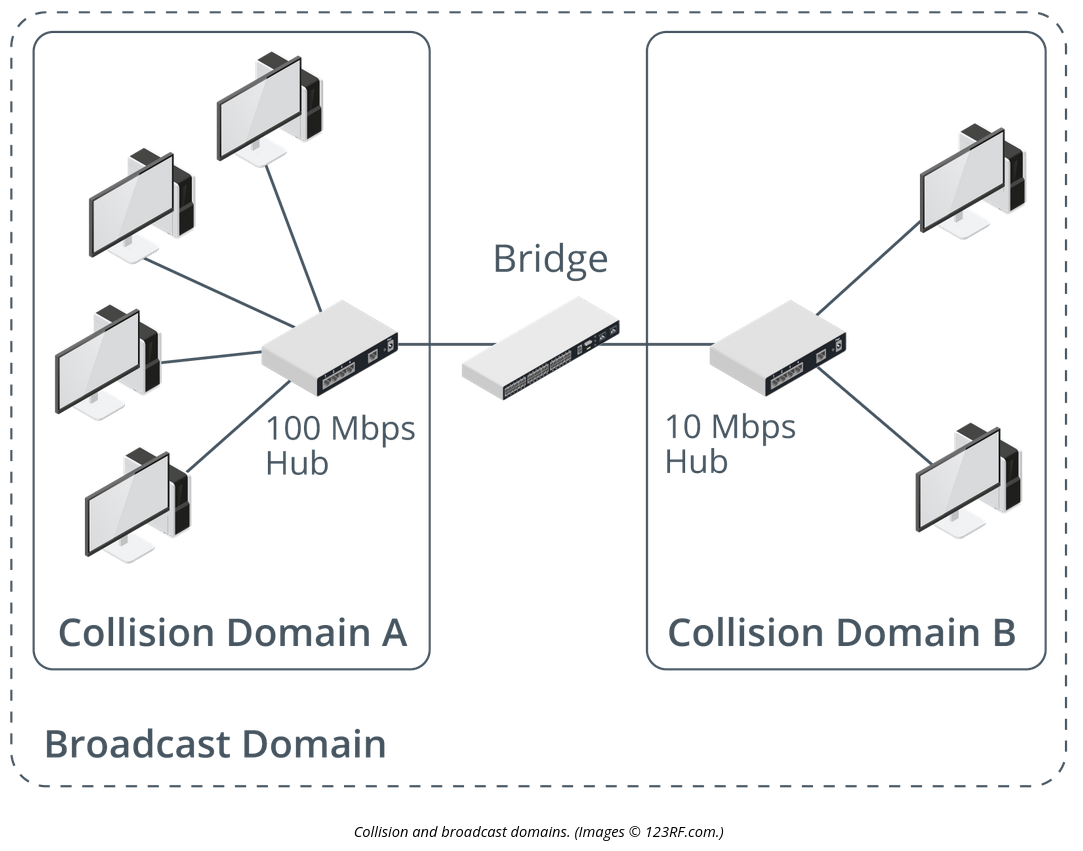 Bridge
100 Mbps
Hub
10 Mbps
Hub
Collision Domain A
Collision Domain B
Broadcast Domain
Collision and broadcast domains. (Images © 123RF.com.)